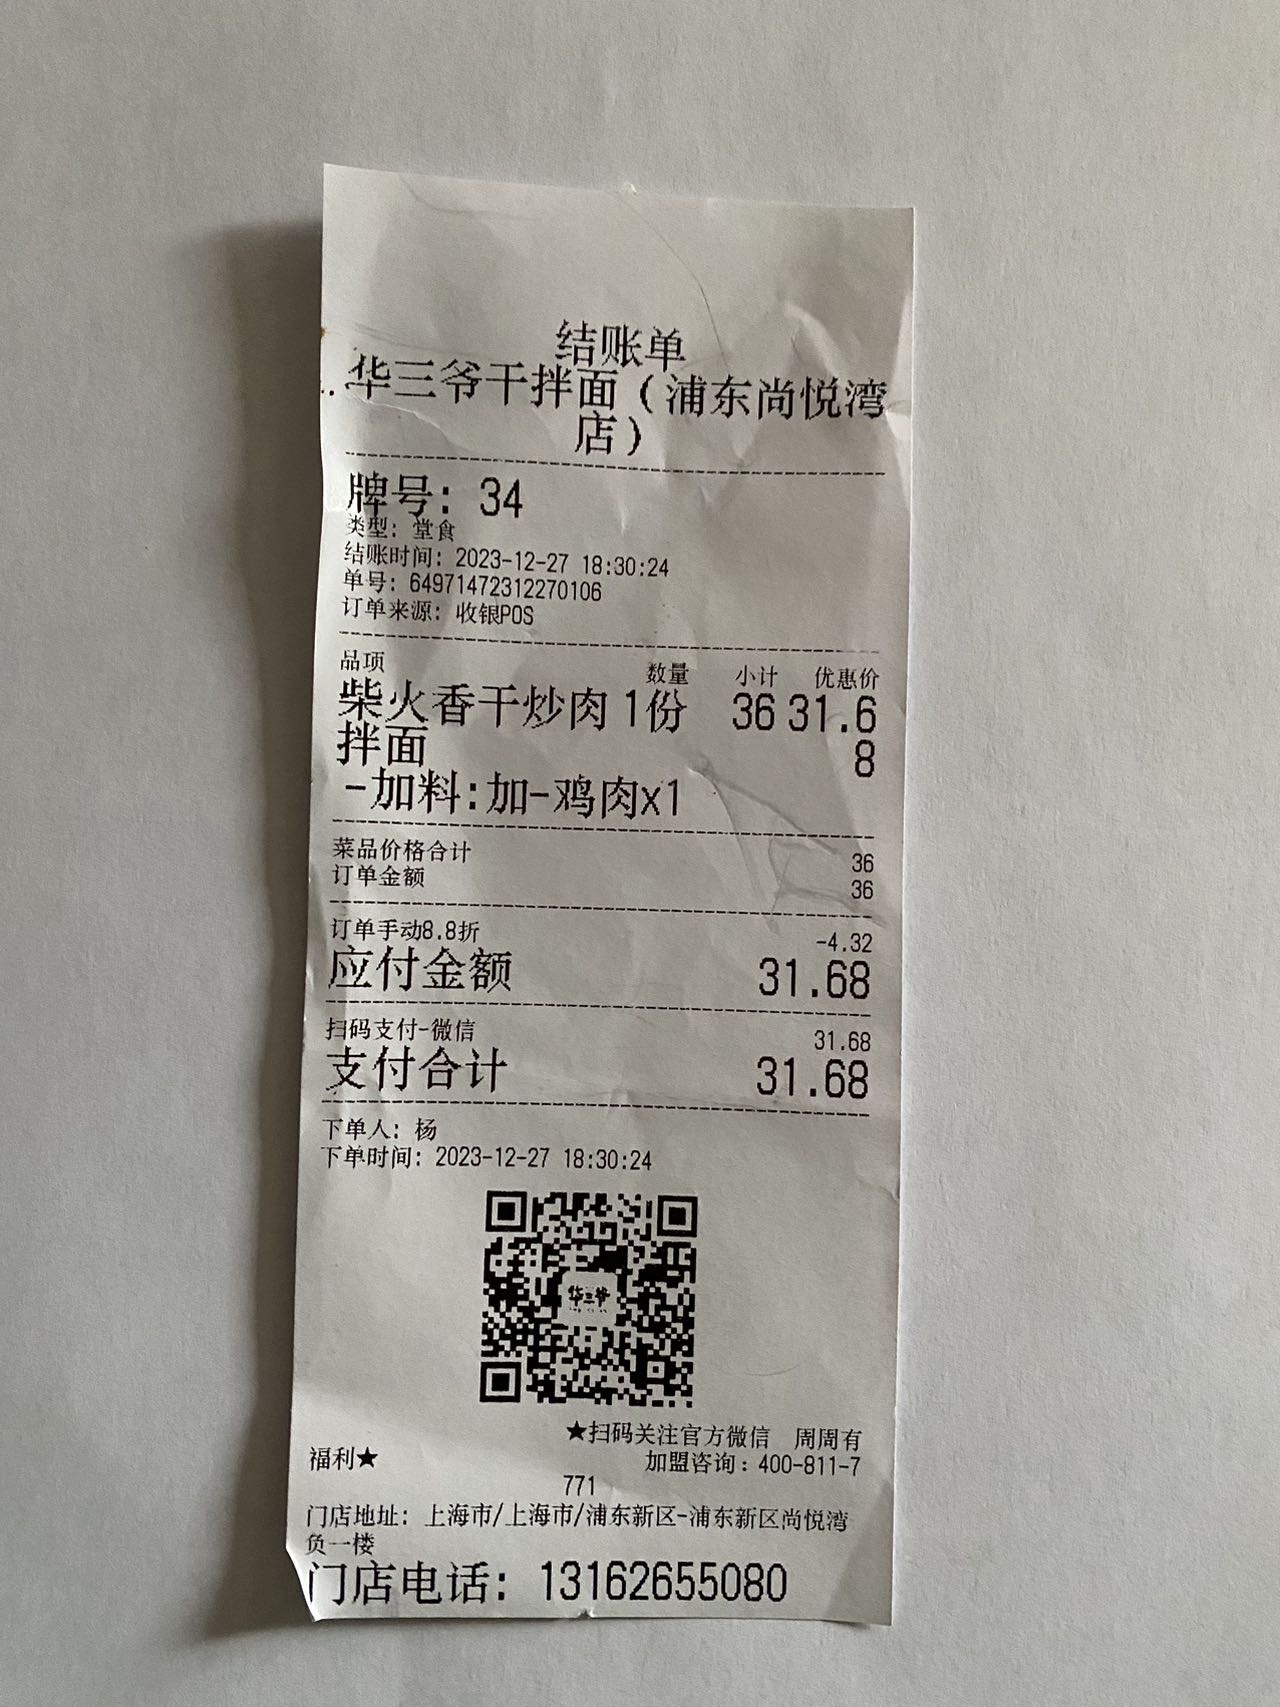 结账单
华三爷干拌面（浦东尚悦湾
店）
牌号：34
类型：堂食
结账时间：2023-12-27 18:30:24
单号：64971472312270106
订单来源：收银POS
品项 数量 小计 优惠价
柴火香干炒肉 1份 36 31.6
拌面 8
-加料:加-鸡肉x1
菜品价格合计 36
订单金额 36
订单手动8.8折 -4.32
应付金额 31.68
扫码支付-微信 31.68
支付合计 31.68
下单人：杨
下单时间：2023-12-27 18:30:24
华三爷
★扫码关注官方微信 周周有
福利★ 加盟咨询：400-811-7
771
门店地址：上海市/上海市/浦东新区-浦东新区尚悦湾
负一楼
门店电话：13162655080